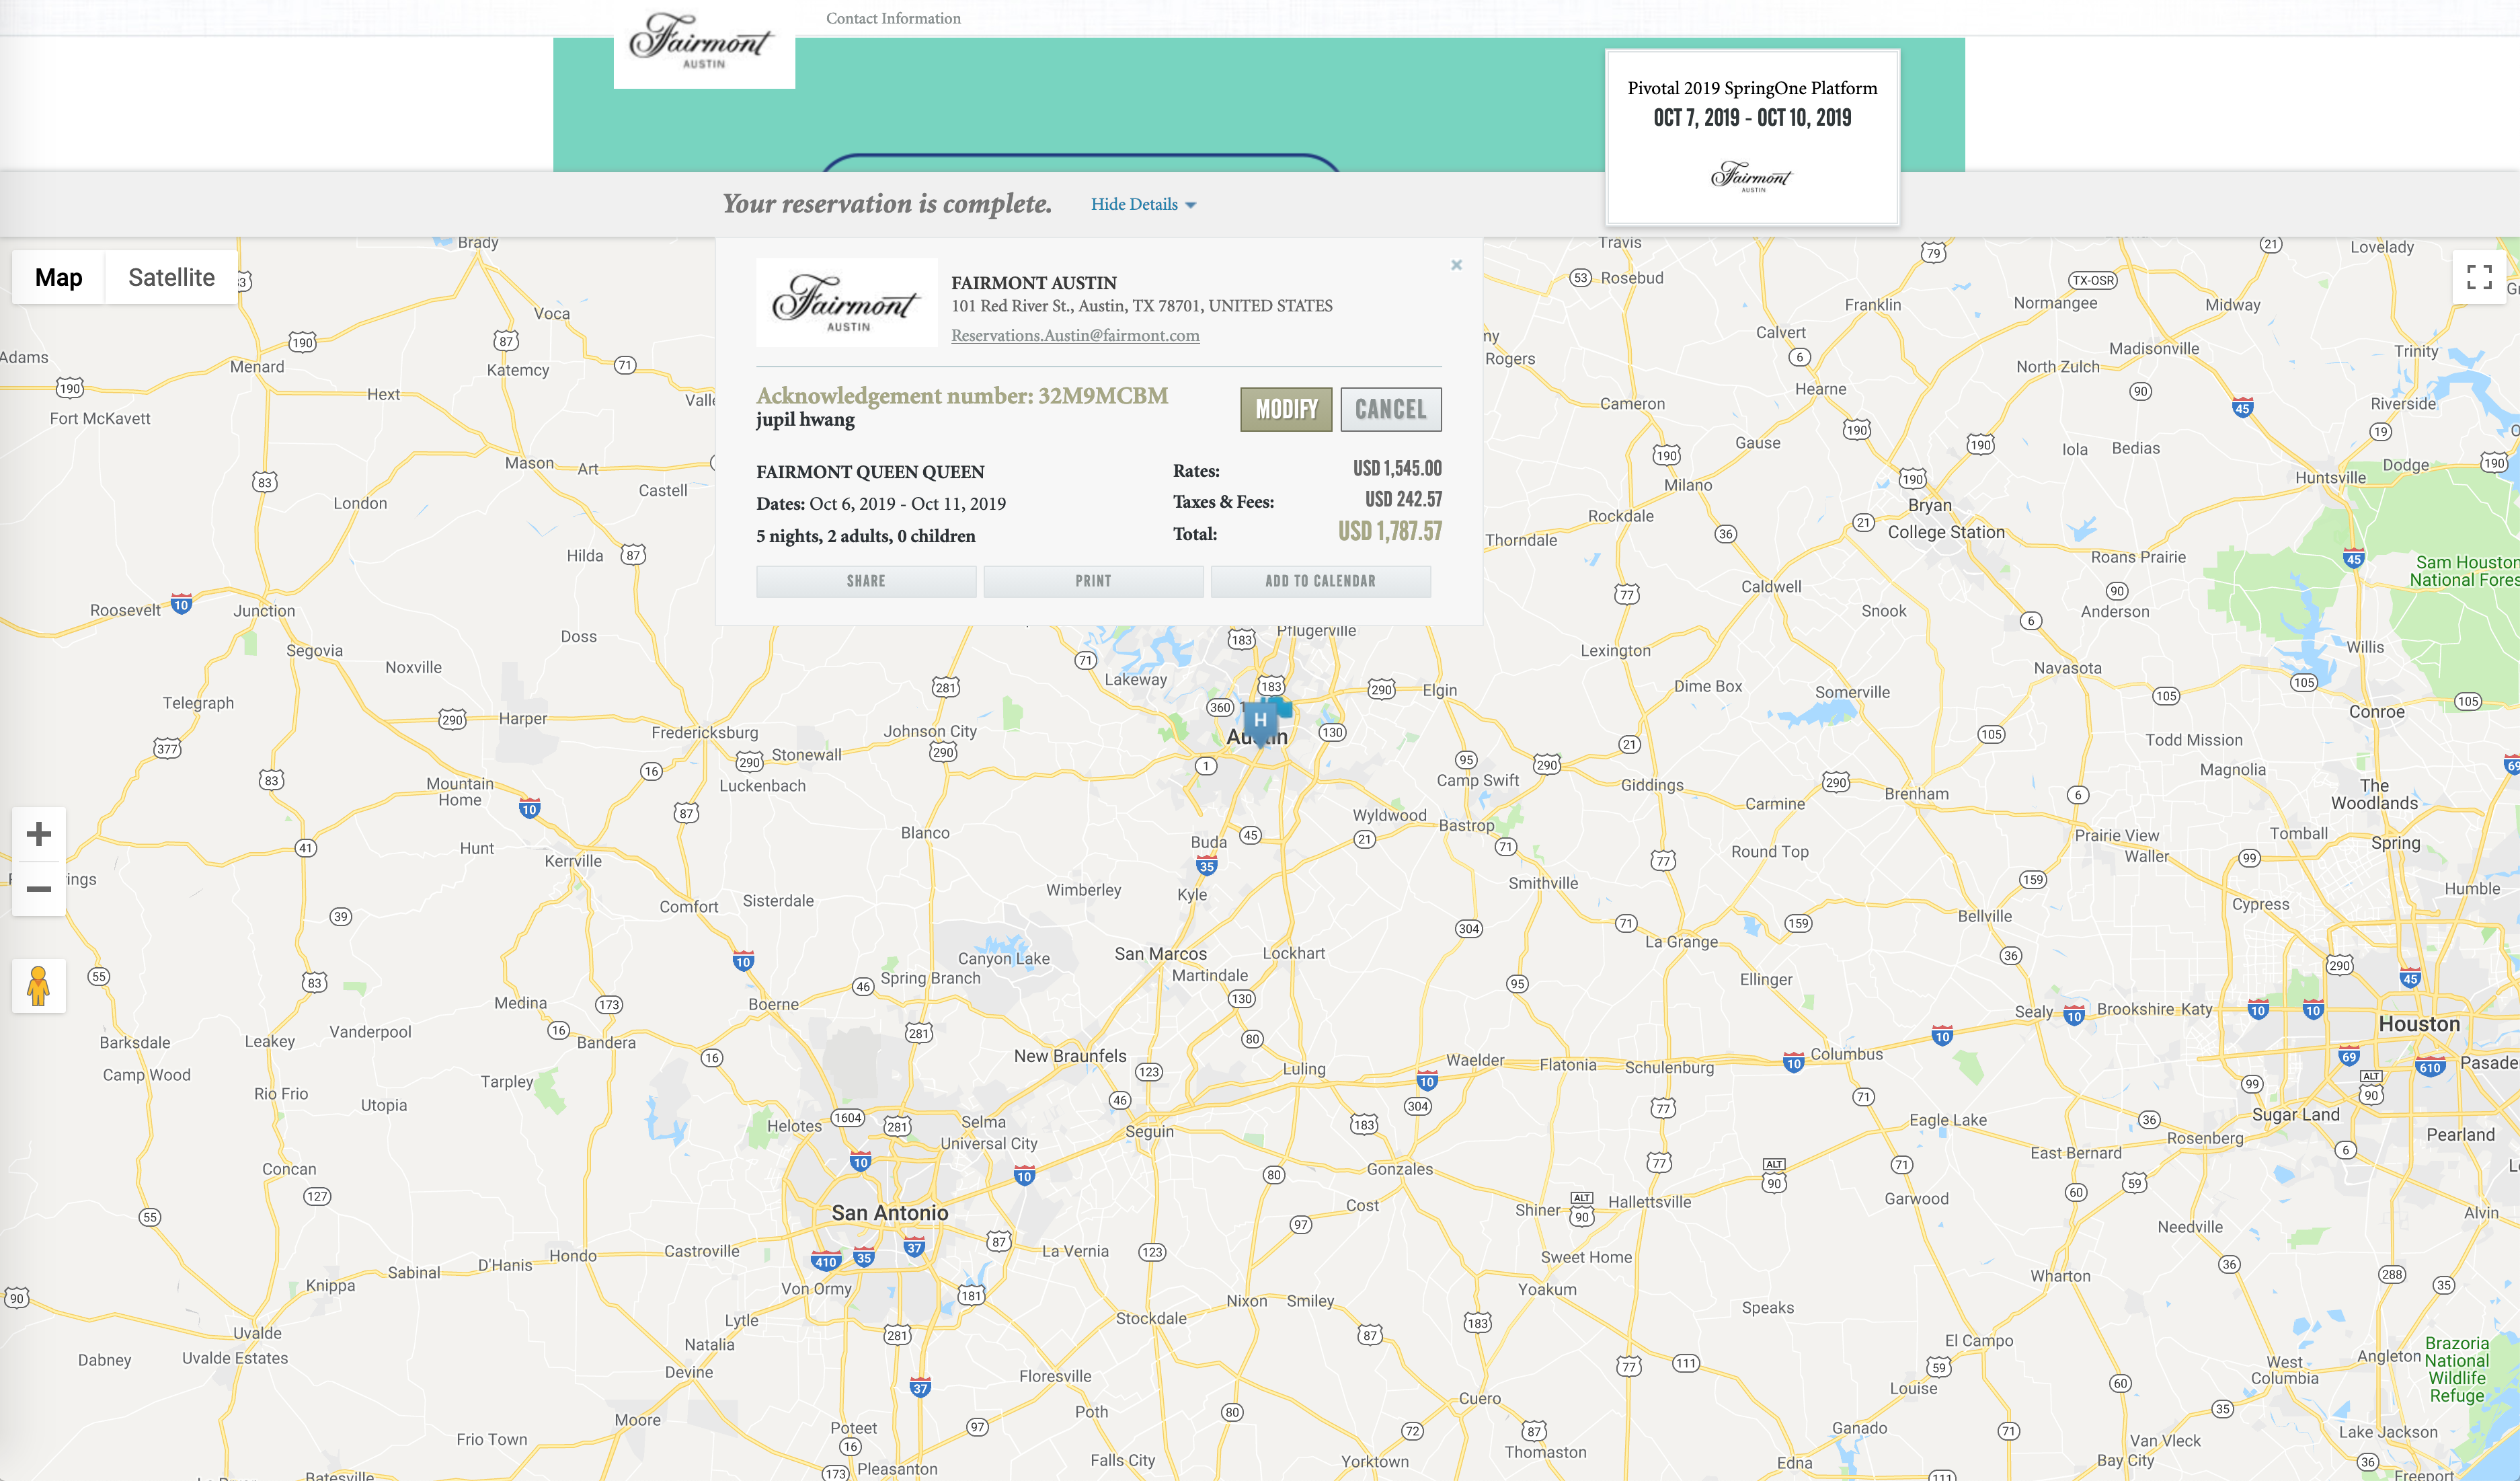 Fairmont
AUSTIN
Contact Information
Pivotal 2019 SpringOne Platform
OCT 7, 2019 - OCT 10, 2019
Fairmont
AUSTIN
Your reservation is complete.
Hide Details
Map
Satellite
Fairmont
AUSTIN
FAIRMONT AUSTIN
101 Red River St., Austin, TX 78701, UNITED STATES
Reservations.Austin@fairmont.com
Acknowledgement number: 32M9MCBM
jupil hwang
MODIFY
CANCEL
FAIRMONT QUEEN QUEEN
Dates: Oct 6, 2019 - Oct 11, 2019
5 nights, 2 adults, 0 children
Rates: USD 1,545.00
Taxes & Fees: USD 242.57
Total: USD 1,787.57
SHARE
PRINT
ADD TO CALENDAR
Brady
Travis
Lovelady
Rosebud
Voca
Franklin
Normangee
Midway
TX-OSR
Adams
Menard
Katemcy
Calvert
Rogers
Madisonville
Trinity
North Zulch
Hext
Hearne
Fort McKavett
Cameron
Riverside
Gause
Iola
Bedias
Mason
Art
Castell
Milano
Dodge
Huntsville
London
Bryan
College Station
Rockdale
Thorndale
Hilda
Roans Prairie
Sam Houston
National Fores
Caldwell
Roosevelt
Junction
Snook
Anderson
Doss
Pflugerville
Segovia
Lexington
Willis
Noxville
Lakeway
Navasota
Elgin
Dime Box
Somerville
Telegraph
Harper
Conroe
Fredericksburg
Johnson City
H
Austin
Stonewall
Todd Mission
Magnolia
Mountain
Home
Luckenbach
Camp Swift
Giddings
Carmine
Brenham
The
Woodlands
Wyldwood
Bastrop
Blanco
Buda
Prairie View
Tomball
Spring
Hunt
Kerrville
Round Top
Waller
Smithville
Humble
Wimberley
Kyle
Comfort
Sisterdale
Cypress
Bellville
La Grange
San Marcos
Lockhart
Canyon Lake
Martindale
Spring Branch
Ellinger
Medina
Boerne
Sealy
Brookshire
Katy
Houston
Vanderpool
Barksdale
Leakey
Bandera
New Braunfels
Waelder
Flatonia
Schulenburg
Columbus
Luling
Pasade
Camp Wood
Tarpley
Rio Frio
Utopia
Sugar Land
Helotes
Selma
Universal City
Seguin
Eagle Lake
Rosenberg
Pearland
East Bernard
Concan
Gonzales
San Antonio
Cost
Shiner
Hallettsville
Garwood
Alvin
Needville
Castroville
La Vernia
Hondo
D'Hanis
Sabinal
Knippa
Sweet Home
Von Ormy
Yoakum
Wharton
Nixon
Smiley
Speaks
Stockdale
Lytle
Uvalde
Natalia
El Campo
Dabney
Uvalde Estates
Devine
Floresville
West
Columbia
Angleton
Brazoria
National
Wildlife
Refuge
Louise
Cuero
Moore
Poth
Poteet
Frio Town
Ganado
Lake Jackson
Van Vleck
Thomaston
Falls City
Yorktown
Edna
Bay City
Pleasanton
Batesville
Freeport